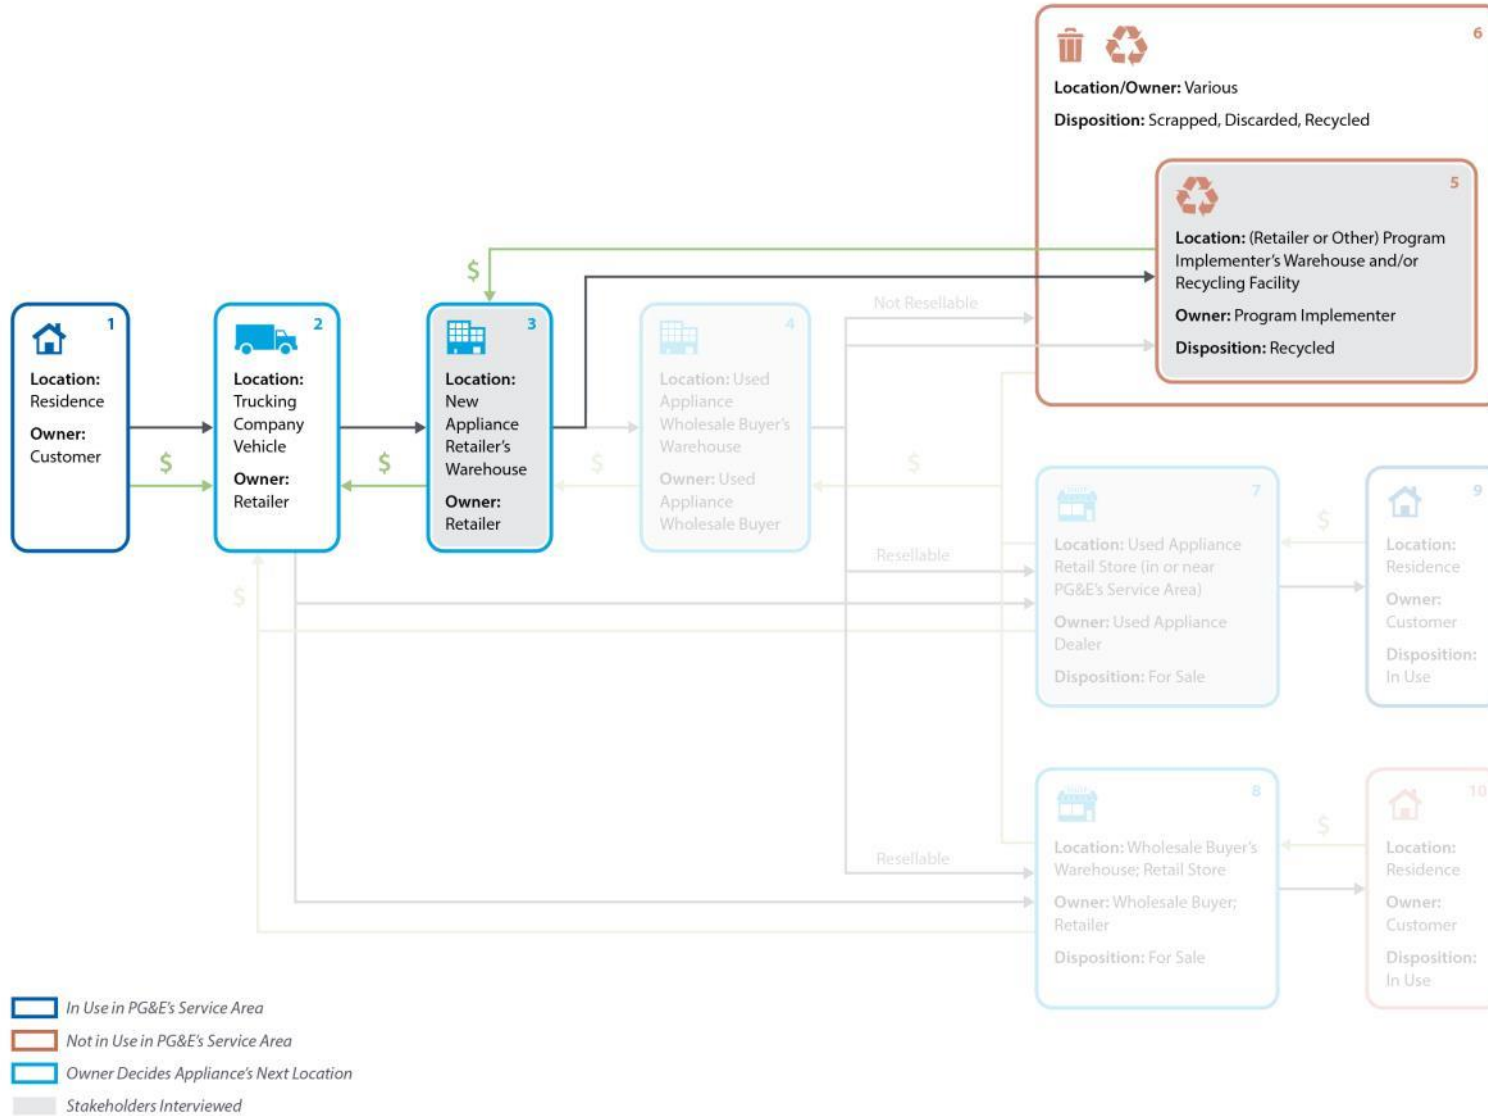 6
Location/Owner: Various
Disposition: Scrapped, Discarded, Recycled
5
Location: (Retailer or Other) Program
Implementer's Warehouse and/or
Recycling Facility
Owner: Program Implementer
Disposition: Recycled
$
1
Location:
Residence
Owner:
Customer
$
2
Location:
Trucking
Company
Vehicle
Owner:
Retailer
$
3
Location:
New
Appliance
Retailer's
Warehouse
Owner:
Retailer
$
4
Location: Used
Appliance
Wholesale Buyer's
Warehouse
Owner: Used
Appliance
Wholesale Buyer
$
Not Resellable
Resellable
$
7
Location: Used Appliance
Retail Store (in or near
PG&E's Service Area)
Owner: Used Appliance
Dealer
Disposition: For Sale
$
9
Location:
Residence
Owner:
Customer
Disposition:
In Use
Resellable
8
Location: Wholesale Buyer's
Warehouse; Retail Store
Owner: Wholesale Buyer;
Retailer
Disposition: For Sale
$
10
Location:
Residence
Owner:
Customer
Disposition:
In Use
In Use in PG&E's Service Area
Not in Use in PG&E's Service Area
Owner Decides Appliance's Next Location
Stakeholders Interviewed